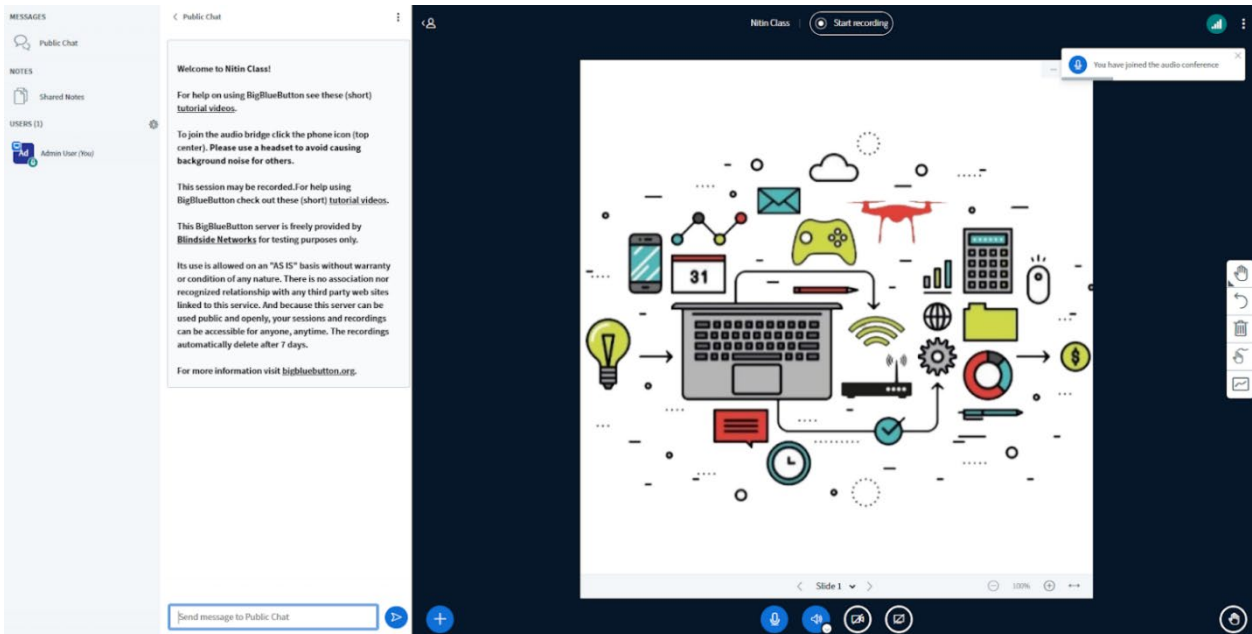 MESSAGES
Public Chat
NOTES
Shared Notes
USERS (1)
Ad
Admin User (You)
Public Chat
Welcome to Nitin Class!
For help on using BigBlueButton see these (short)
tutorial videos.
To join the audio bridge click the phone icon (top
center). Please use a headset to avoid causing
background noise for others.
This session may be recorded.For help using
BigBlueButton check out these (short) tutorial videos.
This BigBlueButton server is freely provided by
Blindside Networks for testing purposes only.
Its use is allowed on an "AS IS" basis without warranty
or condition of any nature. There is no association nor
recognized relationship with any third party web sites
linked to this service. And because this server can be
used public and openly, your sessions and recordings
can be accessible for anyone, anytime. The recordings
automatically delete after 7 days.
For more information visit bigbluebutton.org.
Send message to Public Chat
Nitin Class
Start recording
You have joined the audio conference
31
$
Slide 1
100%